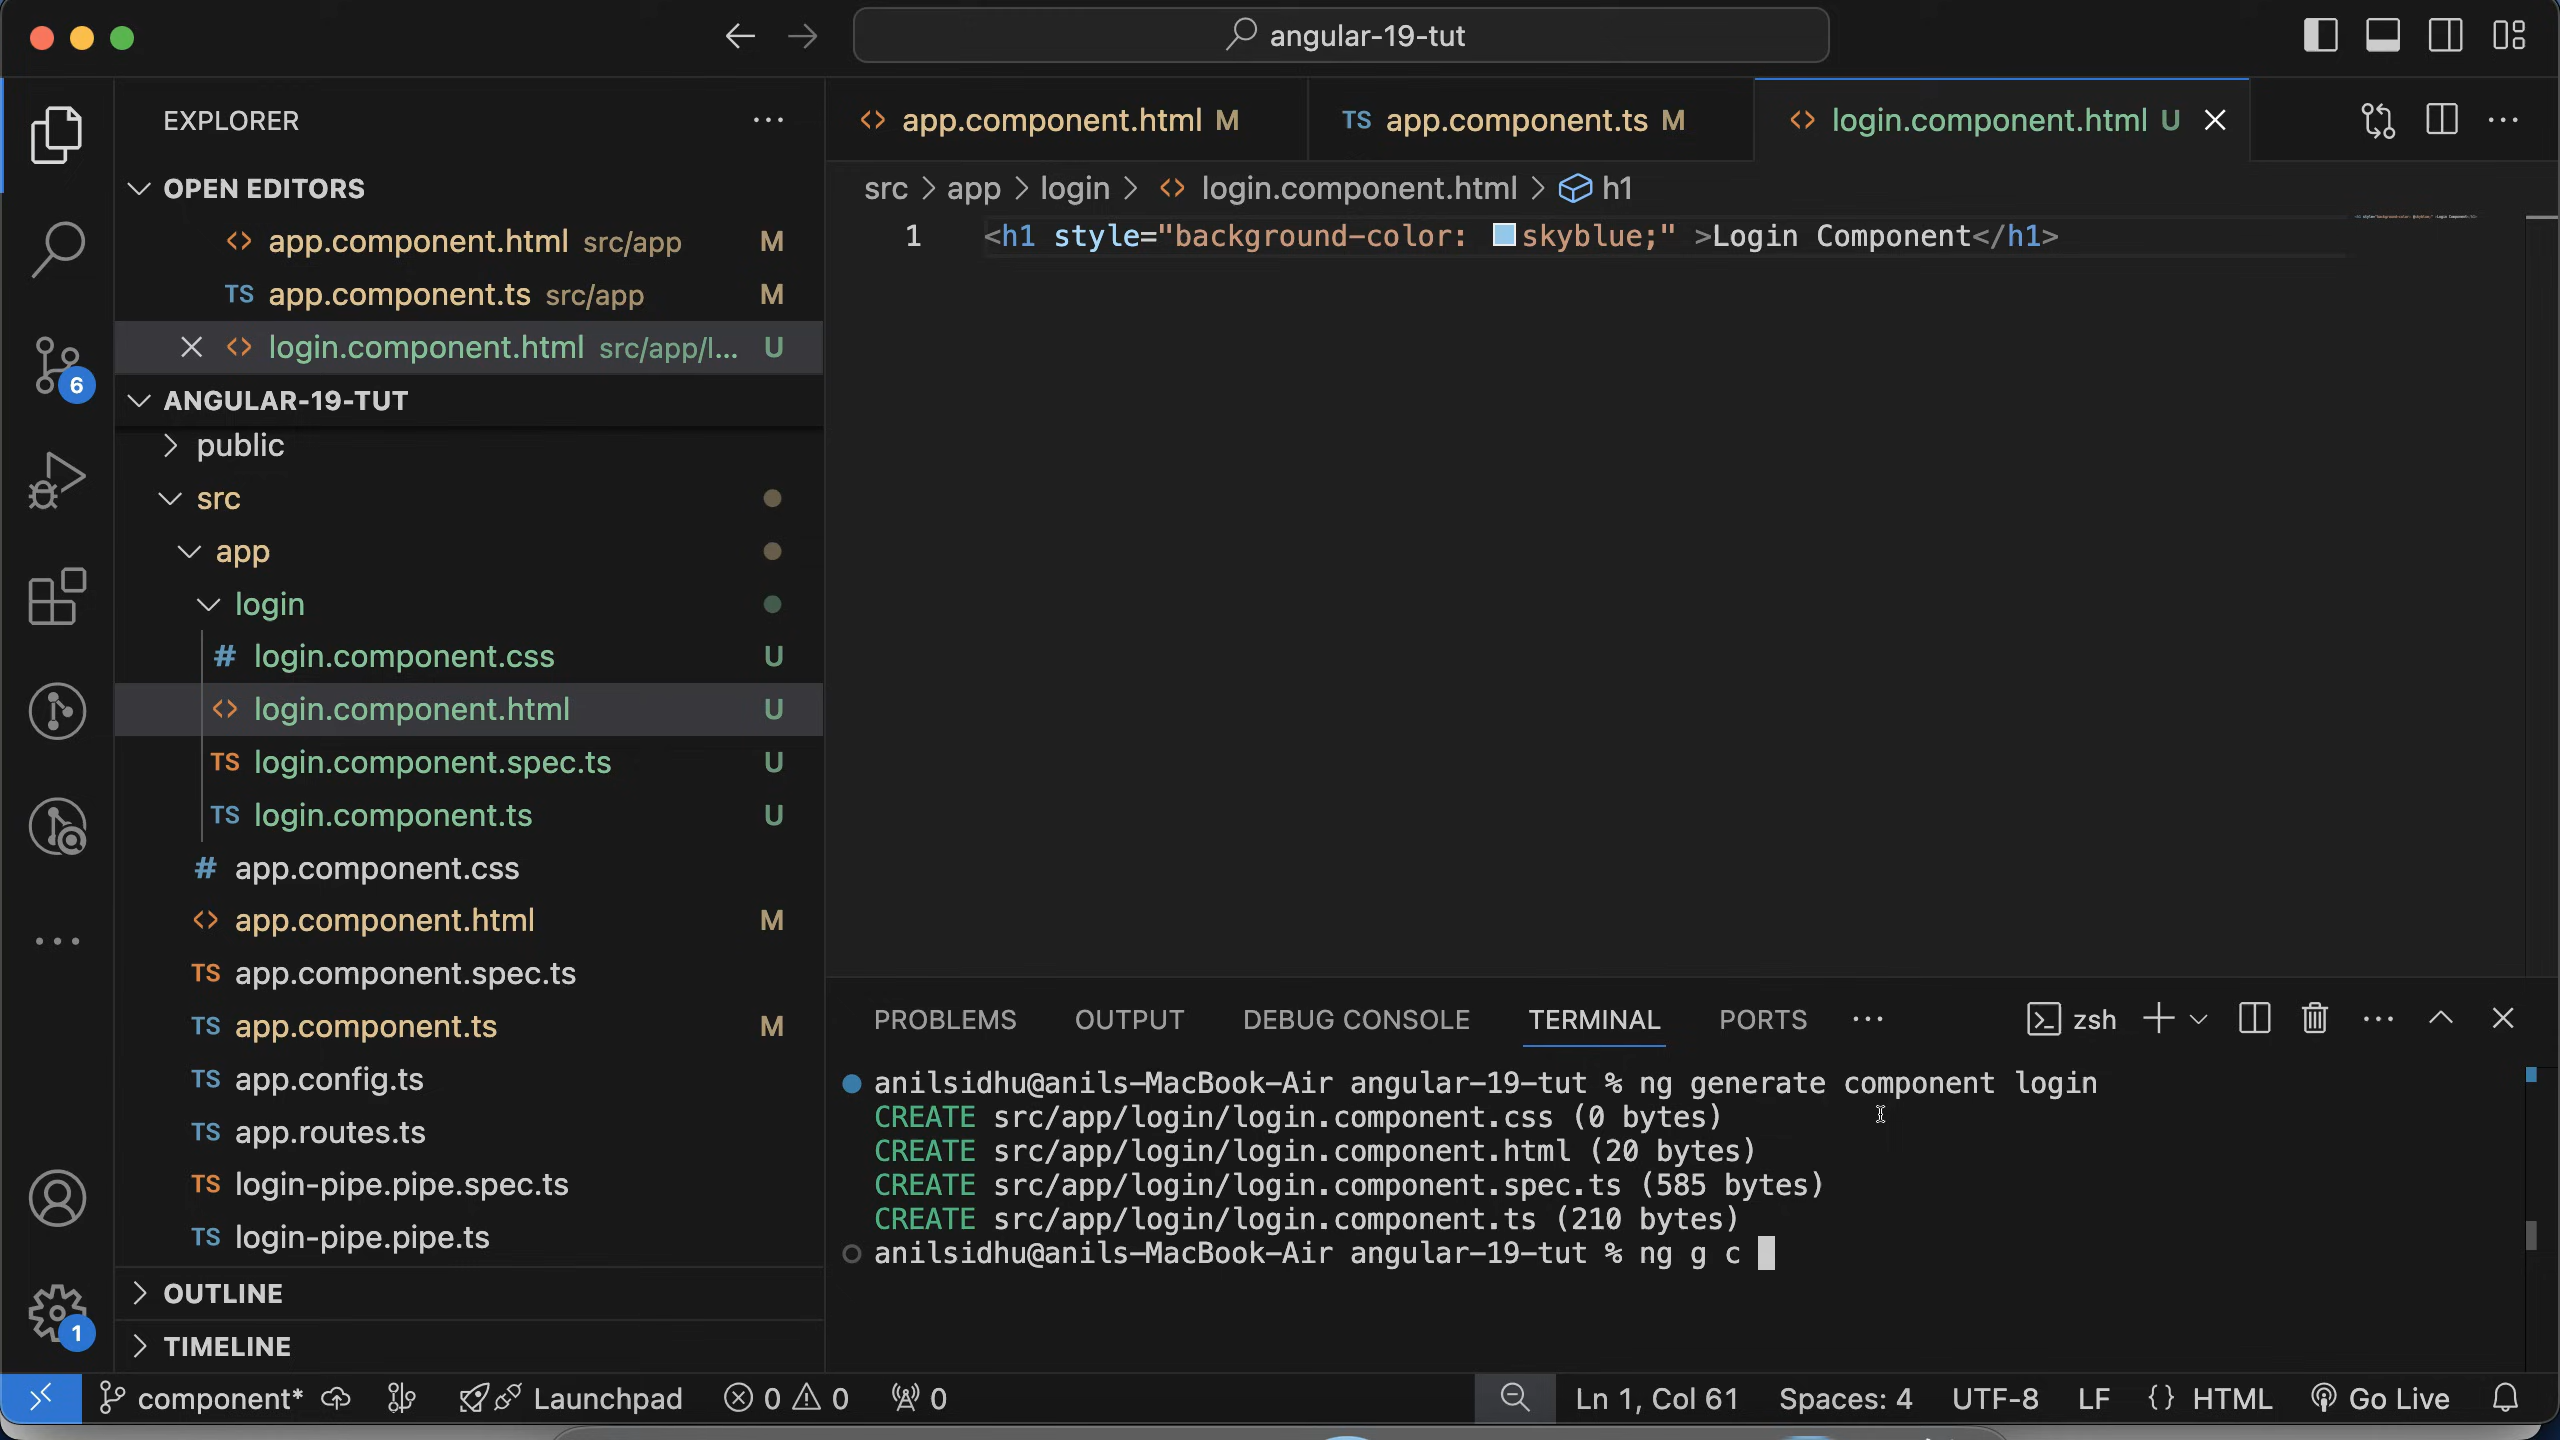 angular-19-tut
EXPLORER
OPEN EDITORS
app.component.html src/app M
TS app.component.ts src/app M
login.component.html src/app/l... U
ANGULAR-19-TUT
public
src
app
login
# login.component.css U
login.component.html U
TS login.component.spec.ts U
TS login.component.ts U
# app.component.css
app.component.html M
TS app.component.spec.ts
TS app.component.ts M
TS app.config.ts
TS app.routes.ts
TS login-pipe.pipe.spec.ts
TS login-pipe.pipe.ts
OUTLINE
TIMELINE
6
1
app.component.html M
TS app.component.ts M
login.component.html U
src > app > login > login.component.html > h1
1 <h1 style="background-color: skyblue;" >Login Component</h1>
PROBLEMS OUTPUT DEBUG CONSOLE TERMINAL PORTS
zsh
anilsidhu@anils-MacBook-Air angular-19-tut % ng generate component login
CREATE src/app/login/login.component.css (0 bytes)
CREATE src/app/login/login.component.html (20 bytes)
CREATE src/app/login/login.component.spec.ts (585 bytes)
CREATE src/app/login/login.component.ts (210 bytes)
anilsidhu@anils-MacBook-Air angular-19-tut % ng g c
component* Launchpad 0 0 0 Ln 1, Col 61 Spaces: 4 UTF-8 LF {} HTML Go Live